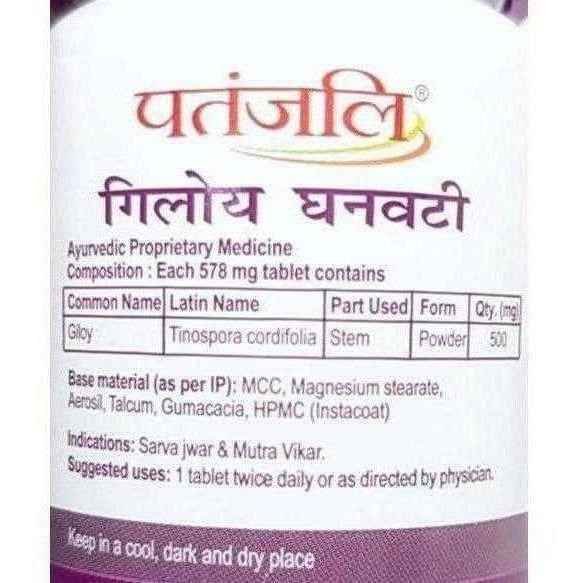 पतंजलि®
गिलोय घनवटी
Ayurvedic Proprietary Medicine
Composition : Each 578 mg tablet contains
Common Name Latin Name Part Used Form Qty. (mg)
Giloy Tinospora cordifolia Stem Powder 500
Base material (as per IP): MCC, Magnesium stearate,
Aerosil, Talcum, Gumacacia, HPMC (Instacoat)
Indications: Sarva jwar & Mutra Vikar.
Suggested uses: 1 tablet twice daily or as directed by physician.
Keep in a cool, dark and dry place